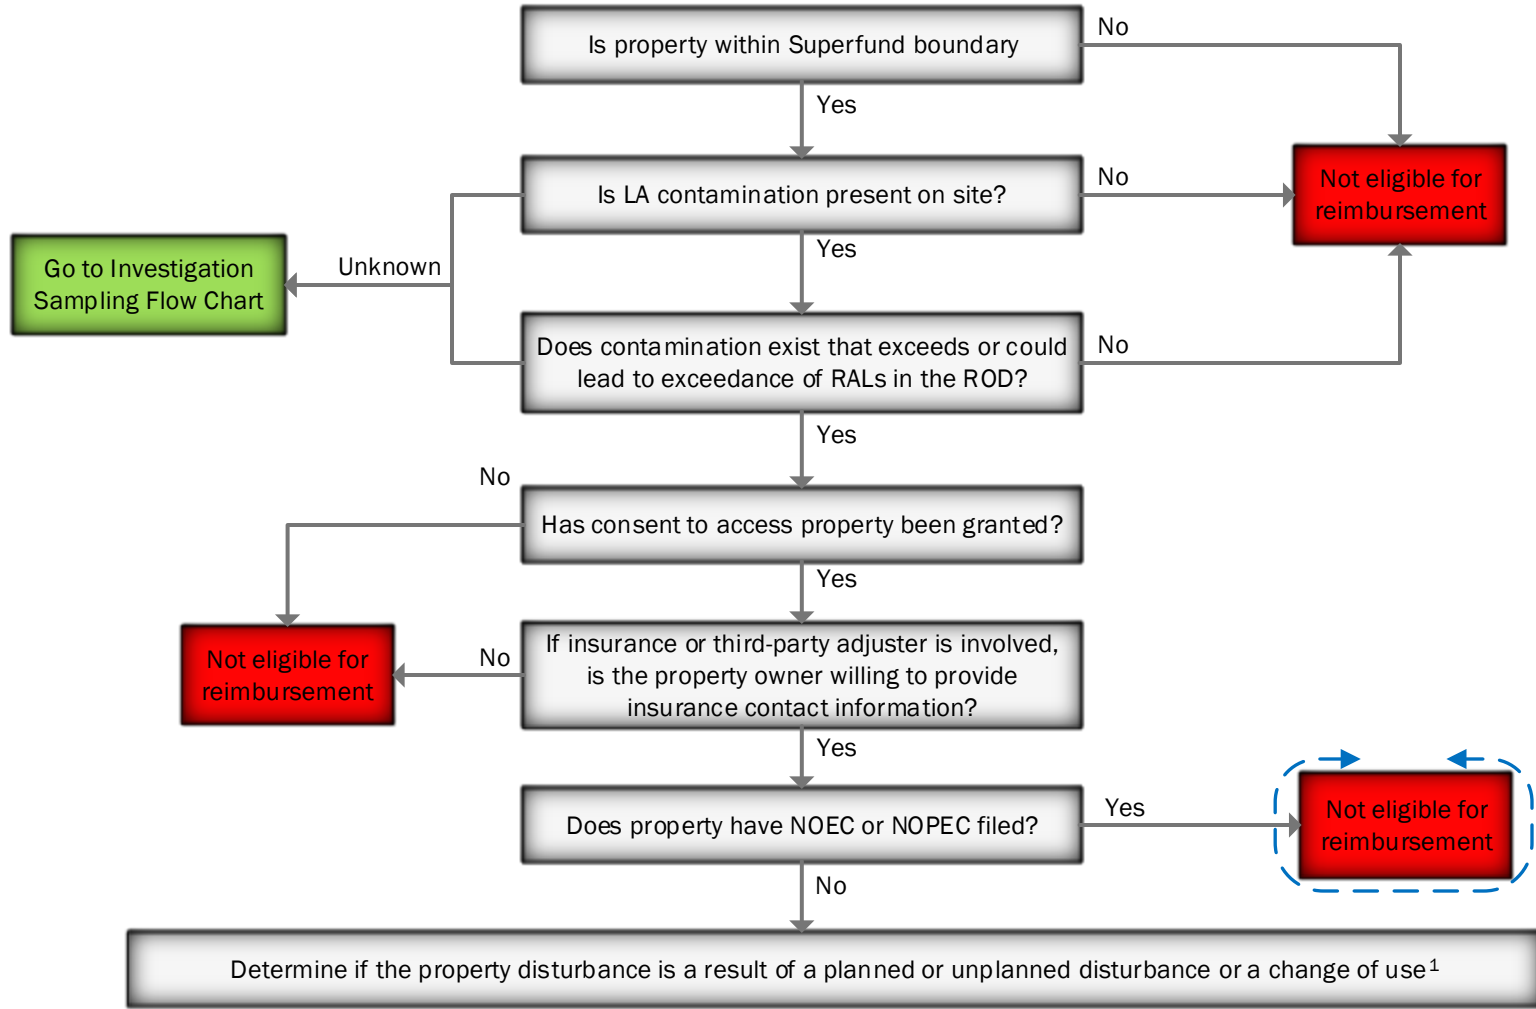 Is property within Superfund boundary
No
Yes
Is LA contamination present on site?
No
Not eligible for
reimbursement
Yes
Unknown
Go to Investigation
Sampling Flow Chart
Does contamination exist that exceeds or could
lead to exceedance of RALs in the ROD?
No
Yes
No
Has consent to access property been granted?
Yes
If insurance or third-party adjuster is involved,
is the property owner willing to provide
insurance contact information?
No
Not eligible for
reimbursement
Yes
Does property have NOEC or NOPEC filed?
Yes
Not eligible for
reimbursement
No
Determine if the property disturbance is a result of a planned or unplanned disturbance or a change of use¹